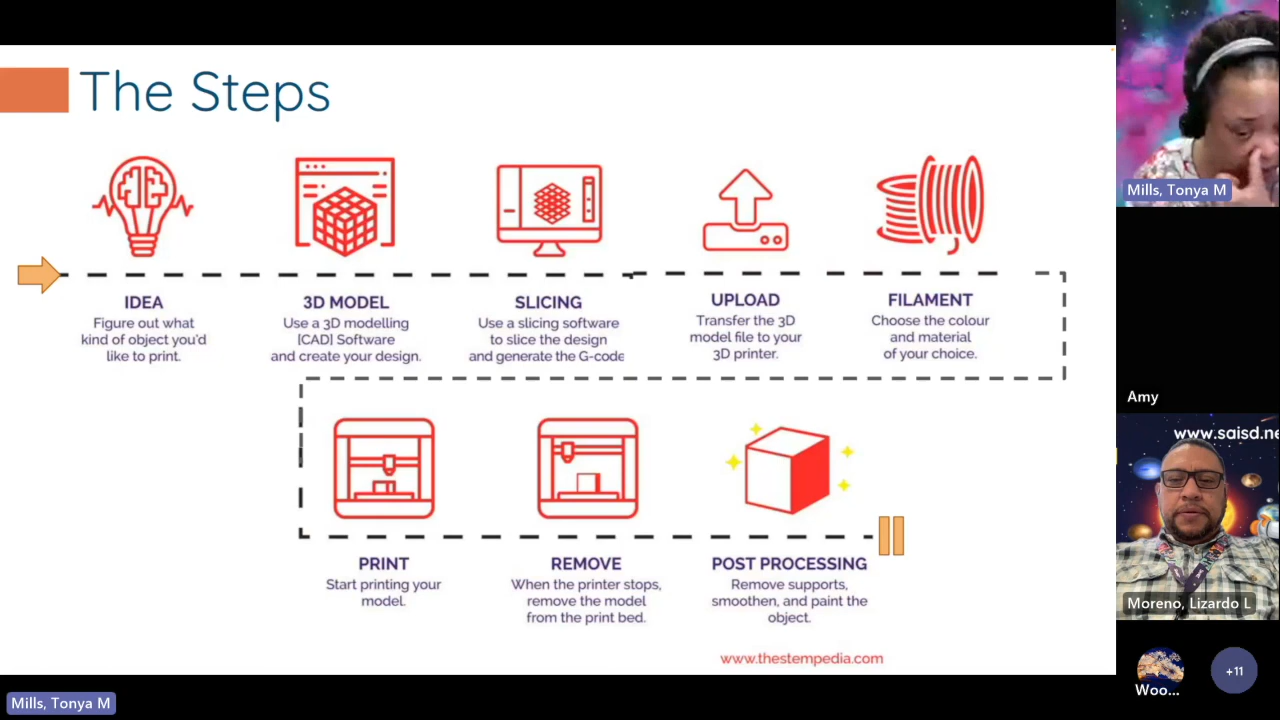 The Steps
IDEA
Figure out what
kind of object you'd
like to print.
3D MODEL
Use a 3D modelling
[CAD] Software
and create your design.
SLICING
Use a slicing software
to slice the design
and generate the G-code
UPLOAD
Transfer the 3D
model file to your
3D printer.
FILAMENT
Choose the colour
and material
of your choice.
PRINT
Start printing your
model.
REMOVE
When the printer stops,
remove the model
from the print bed.
POST PROCESSING
Remove supports,
smoothen, and paint the
object.
www.thestempedia.com
Mills, Tonya M
Mills, Tonya M
Amy
www.saisd.ne
Moreno, Lizardo L
Woo...
+11